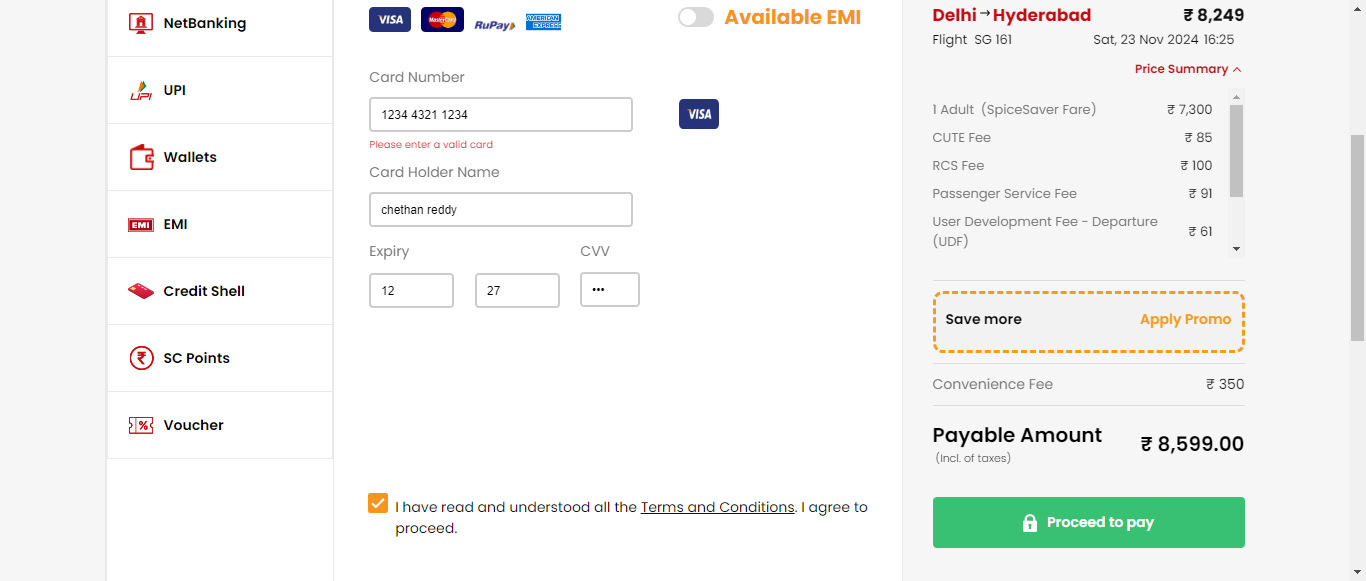 NetBanking
UPI
Wallets
EMI
Credit Shell
SC Points
Voucher
VISA MasterCard RuPay AMERICAN EXPRESS
Available EMI
Card Number
1234 4321 1234
VISA
Please enter a valid card
Card Holder Name
chethan reddy
Expiry CVV
12 27 •••
I have read and understood all the Terms and Conditions. I agree to
proceed.
Delhi→Hyderabad ₹ 8,249
Flight SG 161 Sat, 23 Nov 2024 16:25
Price Summary
1 Adult (SpiceSaver Fare) ₹ 7,300
CUTE Fee ₹ 85
RCS Fee ₹ 100
Passenger Service Fee ₹ 91
User Development Fee - Departure
(UDF) ₹ 61
Save more Apply Promo
Convenience Fee ₹ 350
Payable Amount ₹ 8,599.00
(Incl. of taxes)
Proceed to pay